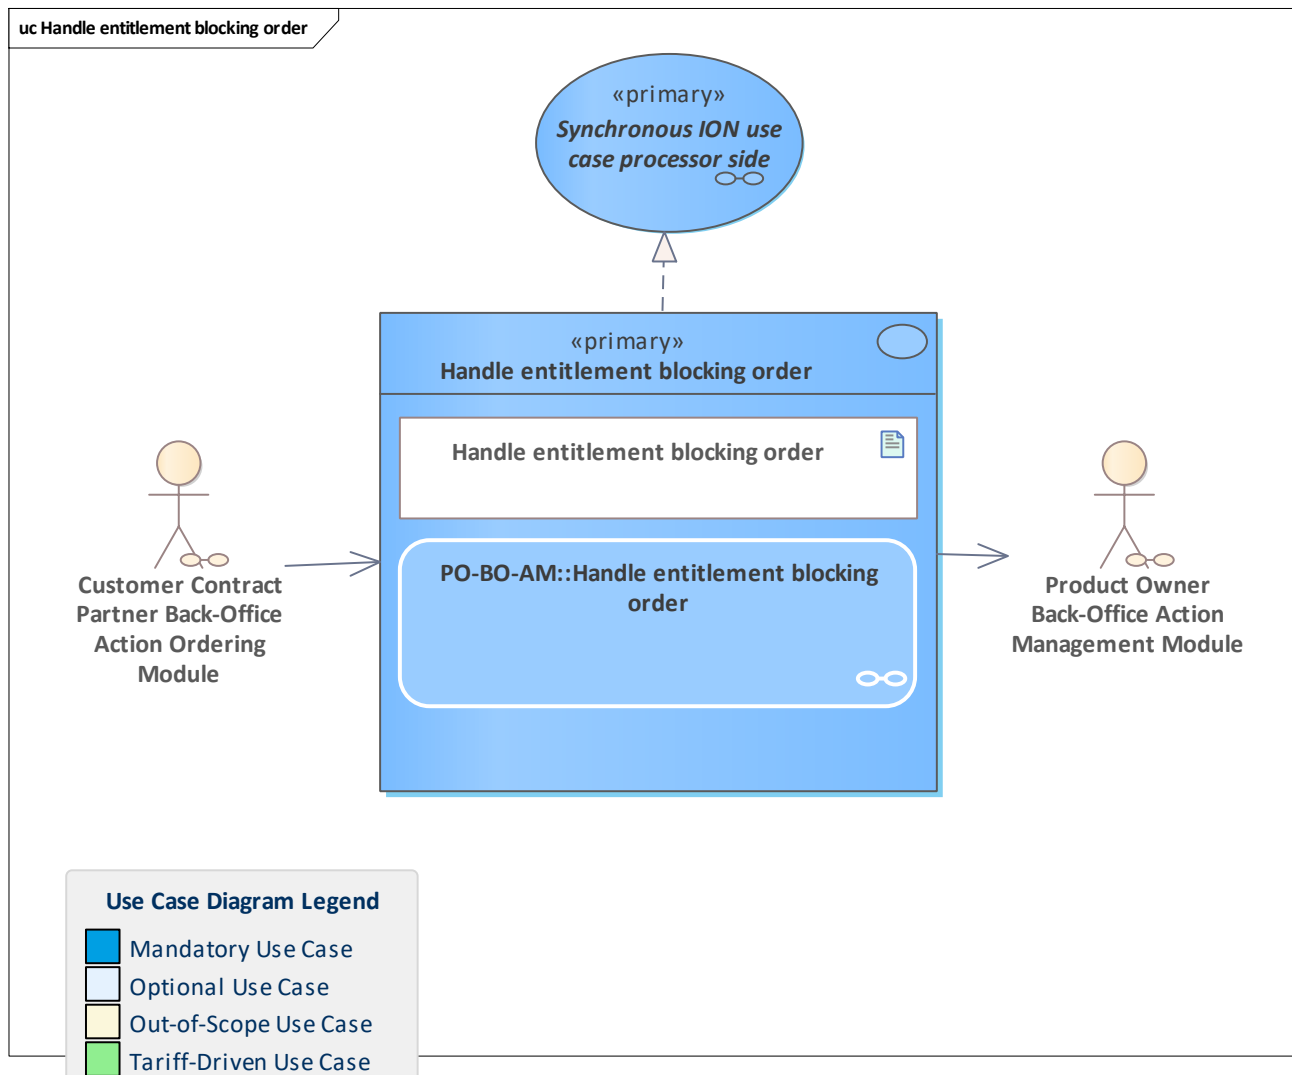 uc Handle entitlement blocking order
«primary»
Synchronous ION use
case processor side
«primary»
Handle entitlement blocking order
Handle entitlement blocking order
PO-BO-AM::Handle entitlement blocking
order
Customer Contract
Partner Back-Office
Action Ordering
Module
Product Owner
Back-Office Action
Management Module
Use Case Diagram Legend
Mandatory Use Case
Optional Use Case
Out-of-Scope Use Case
Tariff-Driven Use Case